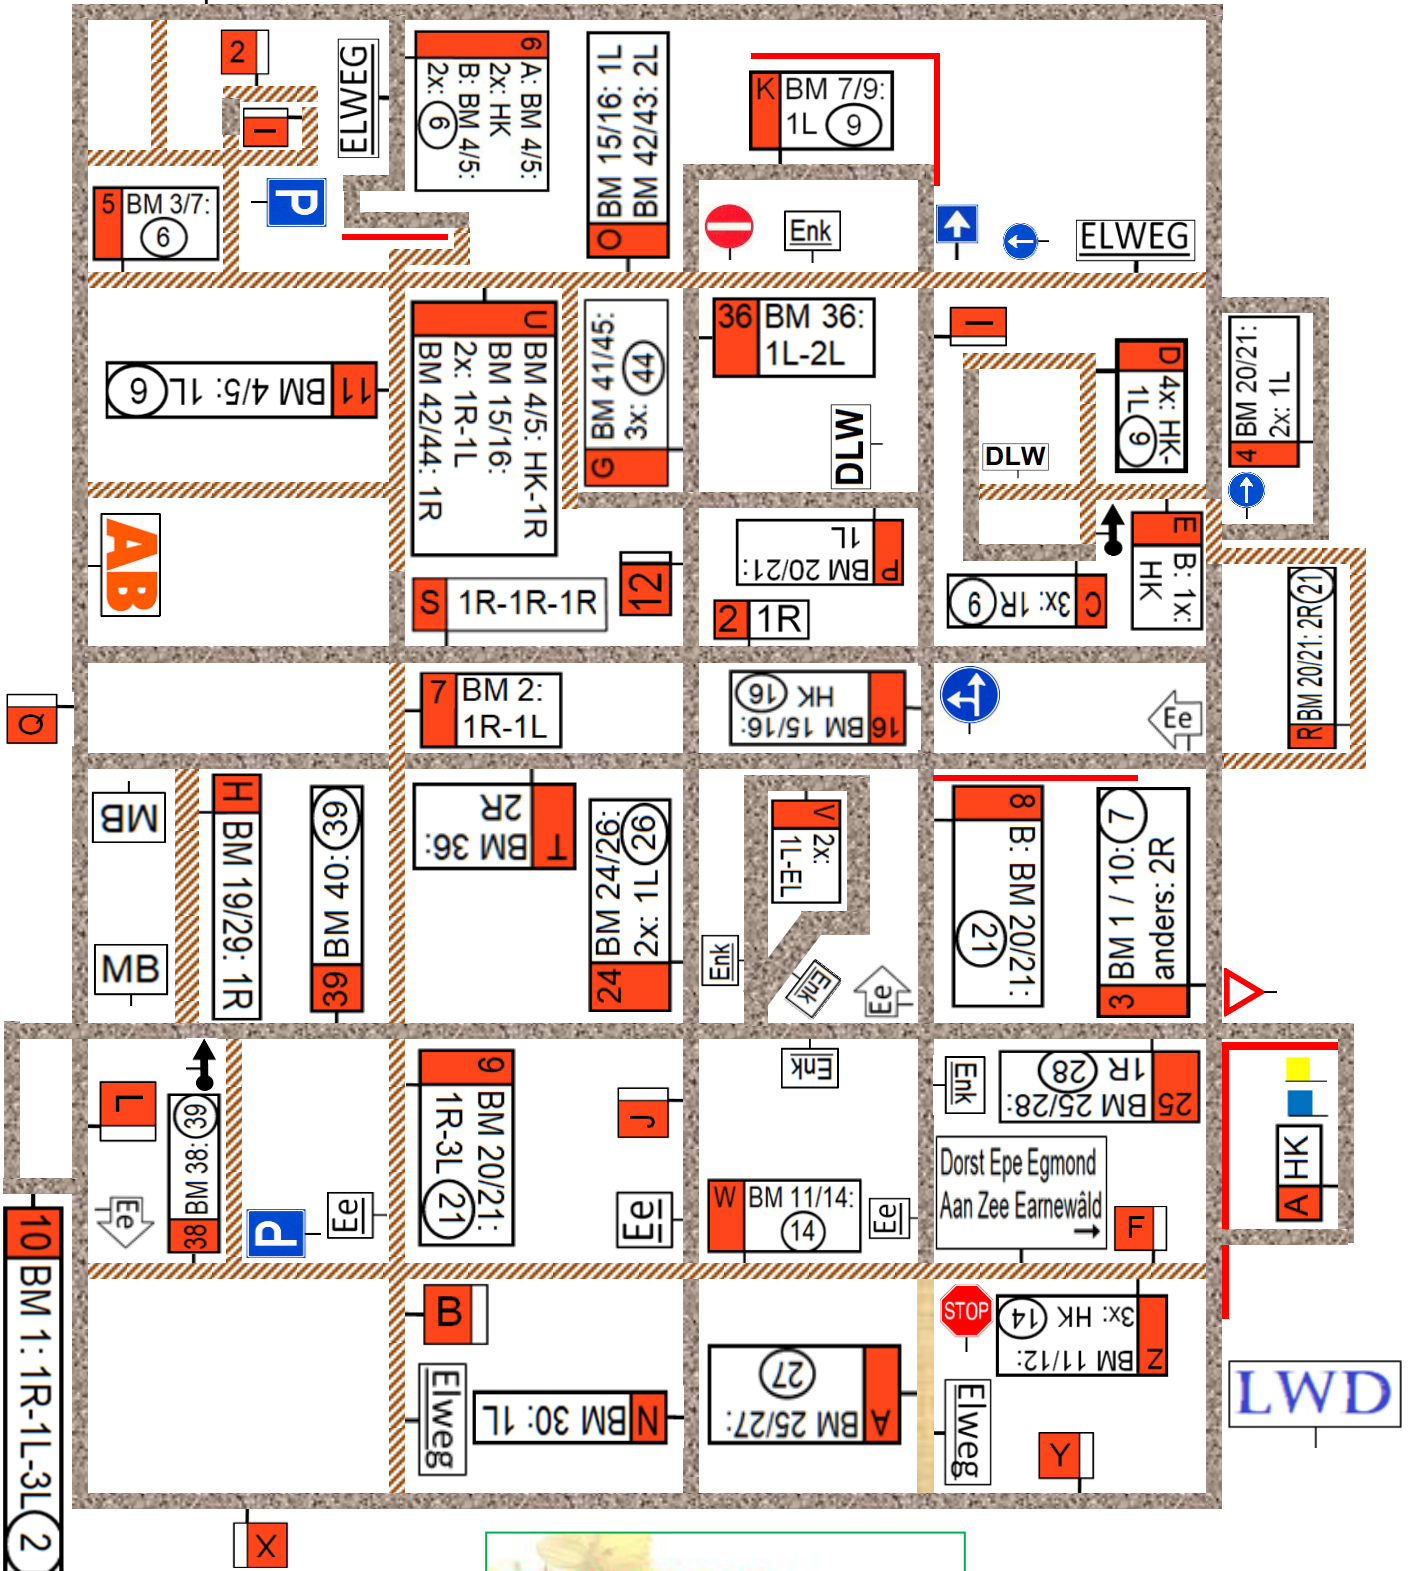 2
I
ELWEG
6
A: BM 4/5:
2x: HK
B: BM 4/5:
2x: 6
O
BM 15/16: 1L
BM 42/43: 2L
K
BM 7/9:
1L 9
5
BM 3/7:
6
P
Enk
ELWEG
11
BM 4/5: 1L 6
U
BM 4/5: HK-1R
BM 15/16:
2x: 1R-1L
BM 42/44: 1R
G
BM 41/45:
3x: 44
36
BM 36:
1L-2L
DLW
I
DLW
D
4x: HK-
1L 9
4
BM 20/21:
2x: 1L
AB
S
1R-1R-1R
12
P
BM 20/21:
1L
2
1R
C
3x: 1R 9
E
B: 1x:
HK
R
BM 20/21: 2R 21
Q
7
BM 2:
1R-1L
16
BM 15/16:
HK 16
Ee
MB
H
BM 19/29: 1R
39
BM 40: 39
T
BM 36:
2R
24
BM 24/26:
2x: 1L 26
V
2x:
1L-EL
8
B: BM 20/21:
21
3
BM 1 / 10: 7
anders: 2R
MB
Enk
Enk
Ee
L
38
BM 38: 39
Ee
P
Ee
9
BM 20/21:
1R-3L 21
J
Ee
Enk
W
BM 11/14:
14
Ee
Enk
25
BM 25/28:
1R 28
Dorst Epe Egmond
Aan Zee Earnewâld
F
A
HK
10
BM 1: 1R-1L-3L 2
B
Elweg
N
BM 30: 1L
A
BM 25/27:
27
STOP
Z
BM 11/12:
3x: HK 14
Elweg
Y
LWD
X